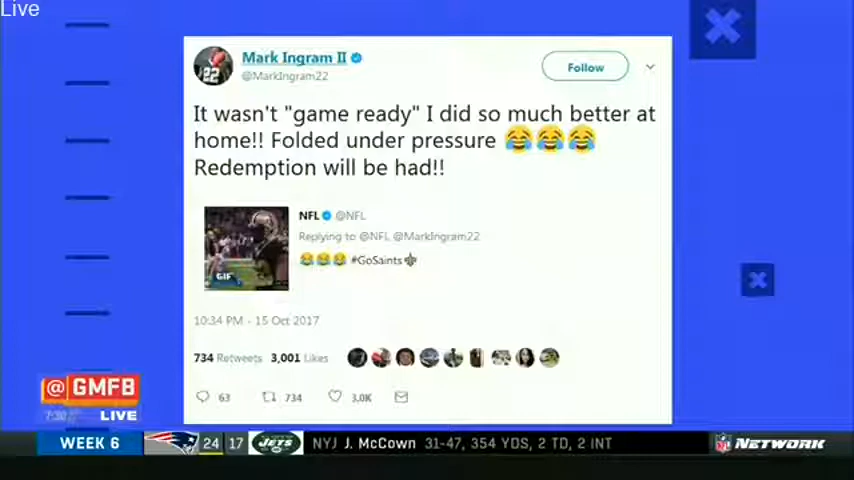 Live
Mark Ingram II
@MarkIngram22
Follow
It wasn't "game ready" I did so much better at
home!! Folded under pressure 😂😂😂
Redemption will be had!!
NFL @NFL
Replying to @NFL @MarkIngram22
😂😂😂 #GoSaints⚜
GIF
10:34 PM - 15 Oct 2017
734 Retweets 3,001 Likes
63 734 3.0K
@GMFB
LIVE
WEEK 6 24 17 JETS NYJ J. McCown 31-47, 354 YDS, 2 TD, 2 INT NFL NETWORK